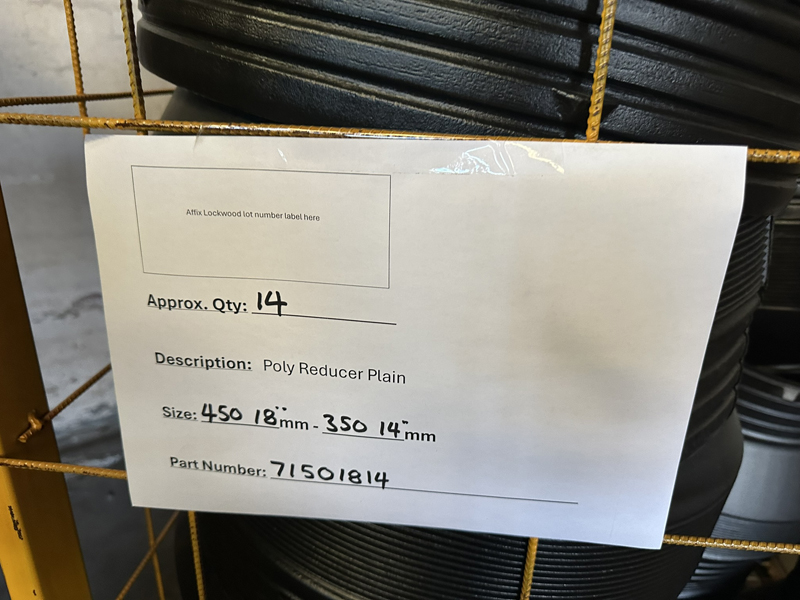 Affix Lockwood lot number label here
Approx. Qty: 14
Description: Poly Reducer Plain
Size: 450 18"mm - 350 14"mm
Part Number: 71501814